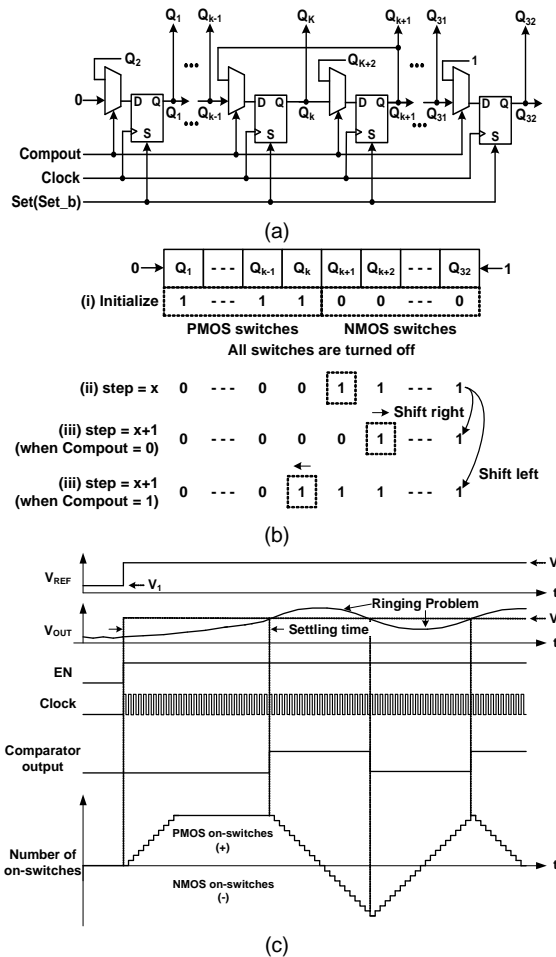 Q1 Qk-1 QK Qk+1 Q31 Q32
Q2 QK+2 1
0 D Q Q1 Qk-1 D Q Qk D Q Qk+1 Q31 D Q Q32
S S S S
Compout
Clock
Set(Set_b)
(a)
0 Q1 --- Qk-1 Qk Qk+1 Qk+2 --- Q32 1
(i) Initialize 1 --- 1 1 0 0 --- 0
PMOS switches NMOS switches
All switches are turned off
(ii) step = x 0 --- 0 0 1 1 --- 1
Shift right
(iii) step = x+1 0 --- 0 0 0 1 --- 1
(when Compout = 0)
Shift left
(iii) step = x+1 0 --- 0 1 1 1 --- 1
(when Compout = 1)
(b)
VREF V1 V
t
Ringing Problem
VOUT Settling time V
t
EN
Clock
Comparator
output
PMOS on-switches
(+)
Number of
on-switches t
NMOS on-switches
(-)
(c)